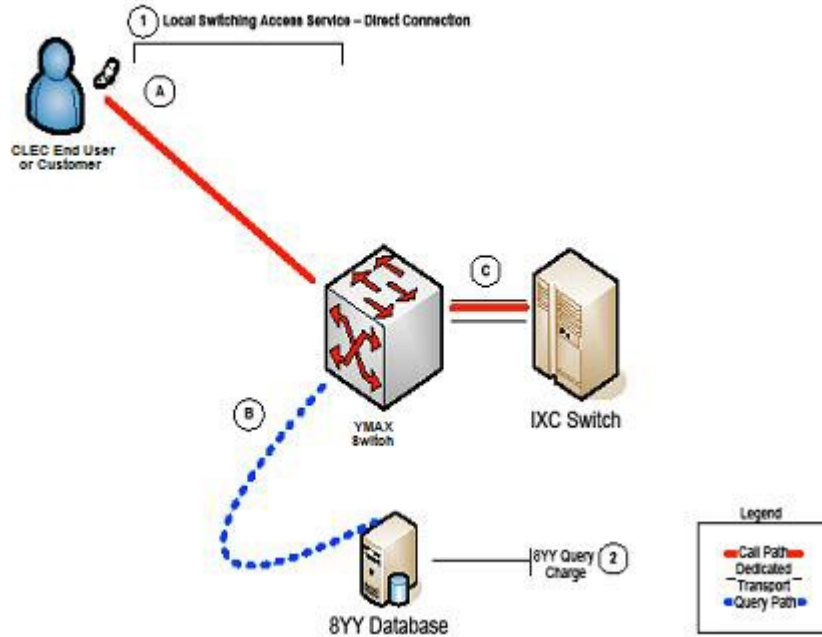 1 Local Switching Access Service – Direct Connection
A
CLEC End User
or Customer
C
B
YMAX
Switch
IXC Switch
8YY Query
Charge
2
8YY Database
Legend
Call Path
Dedicated
Transport
Query Path